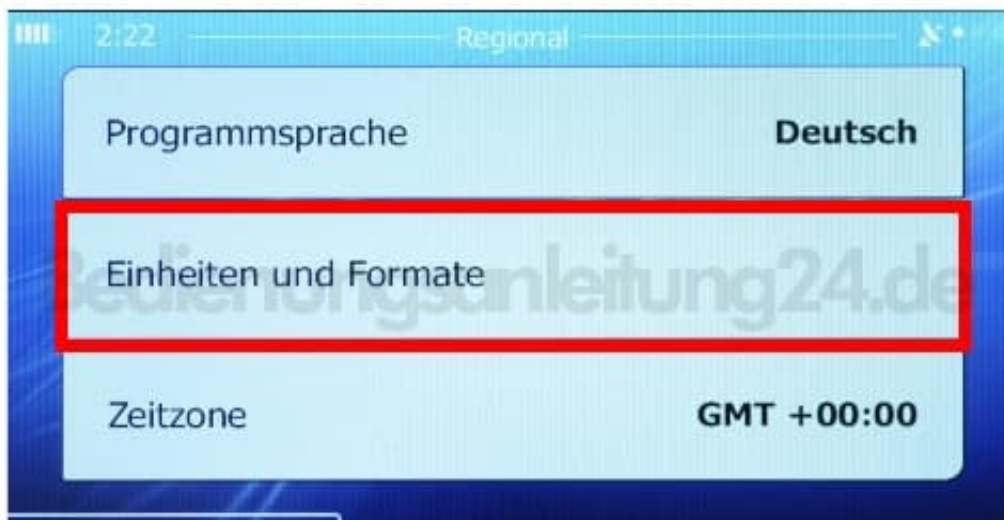 2:22 Regional
Programmsprache Deutsch
Einheiten und Formate
Bedienungsanleitung24.de
Zeitzone GMT +00:00